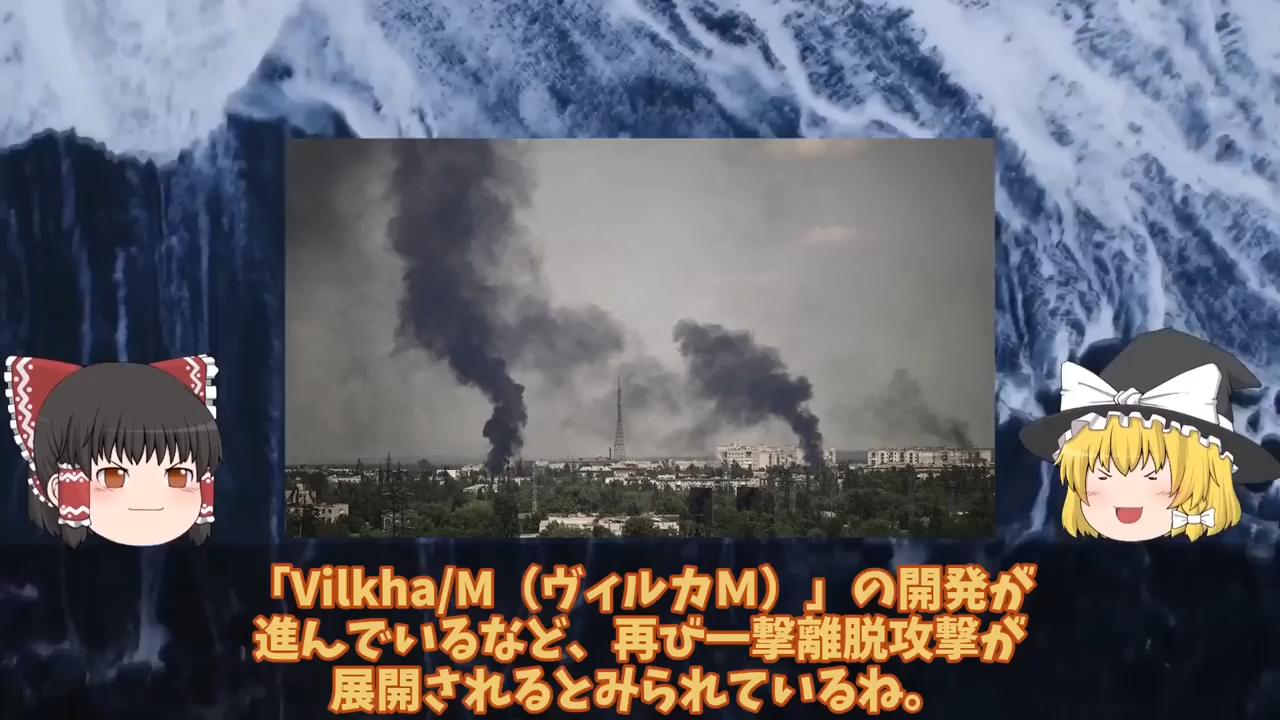 「Vilkha/M（ヴィルカM）」の開発が
進んでいるなど、再び一撃離脱攻撃が
展開されるとみられているね。